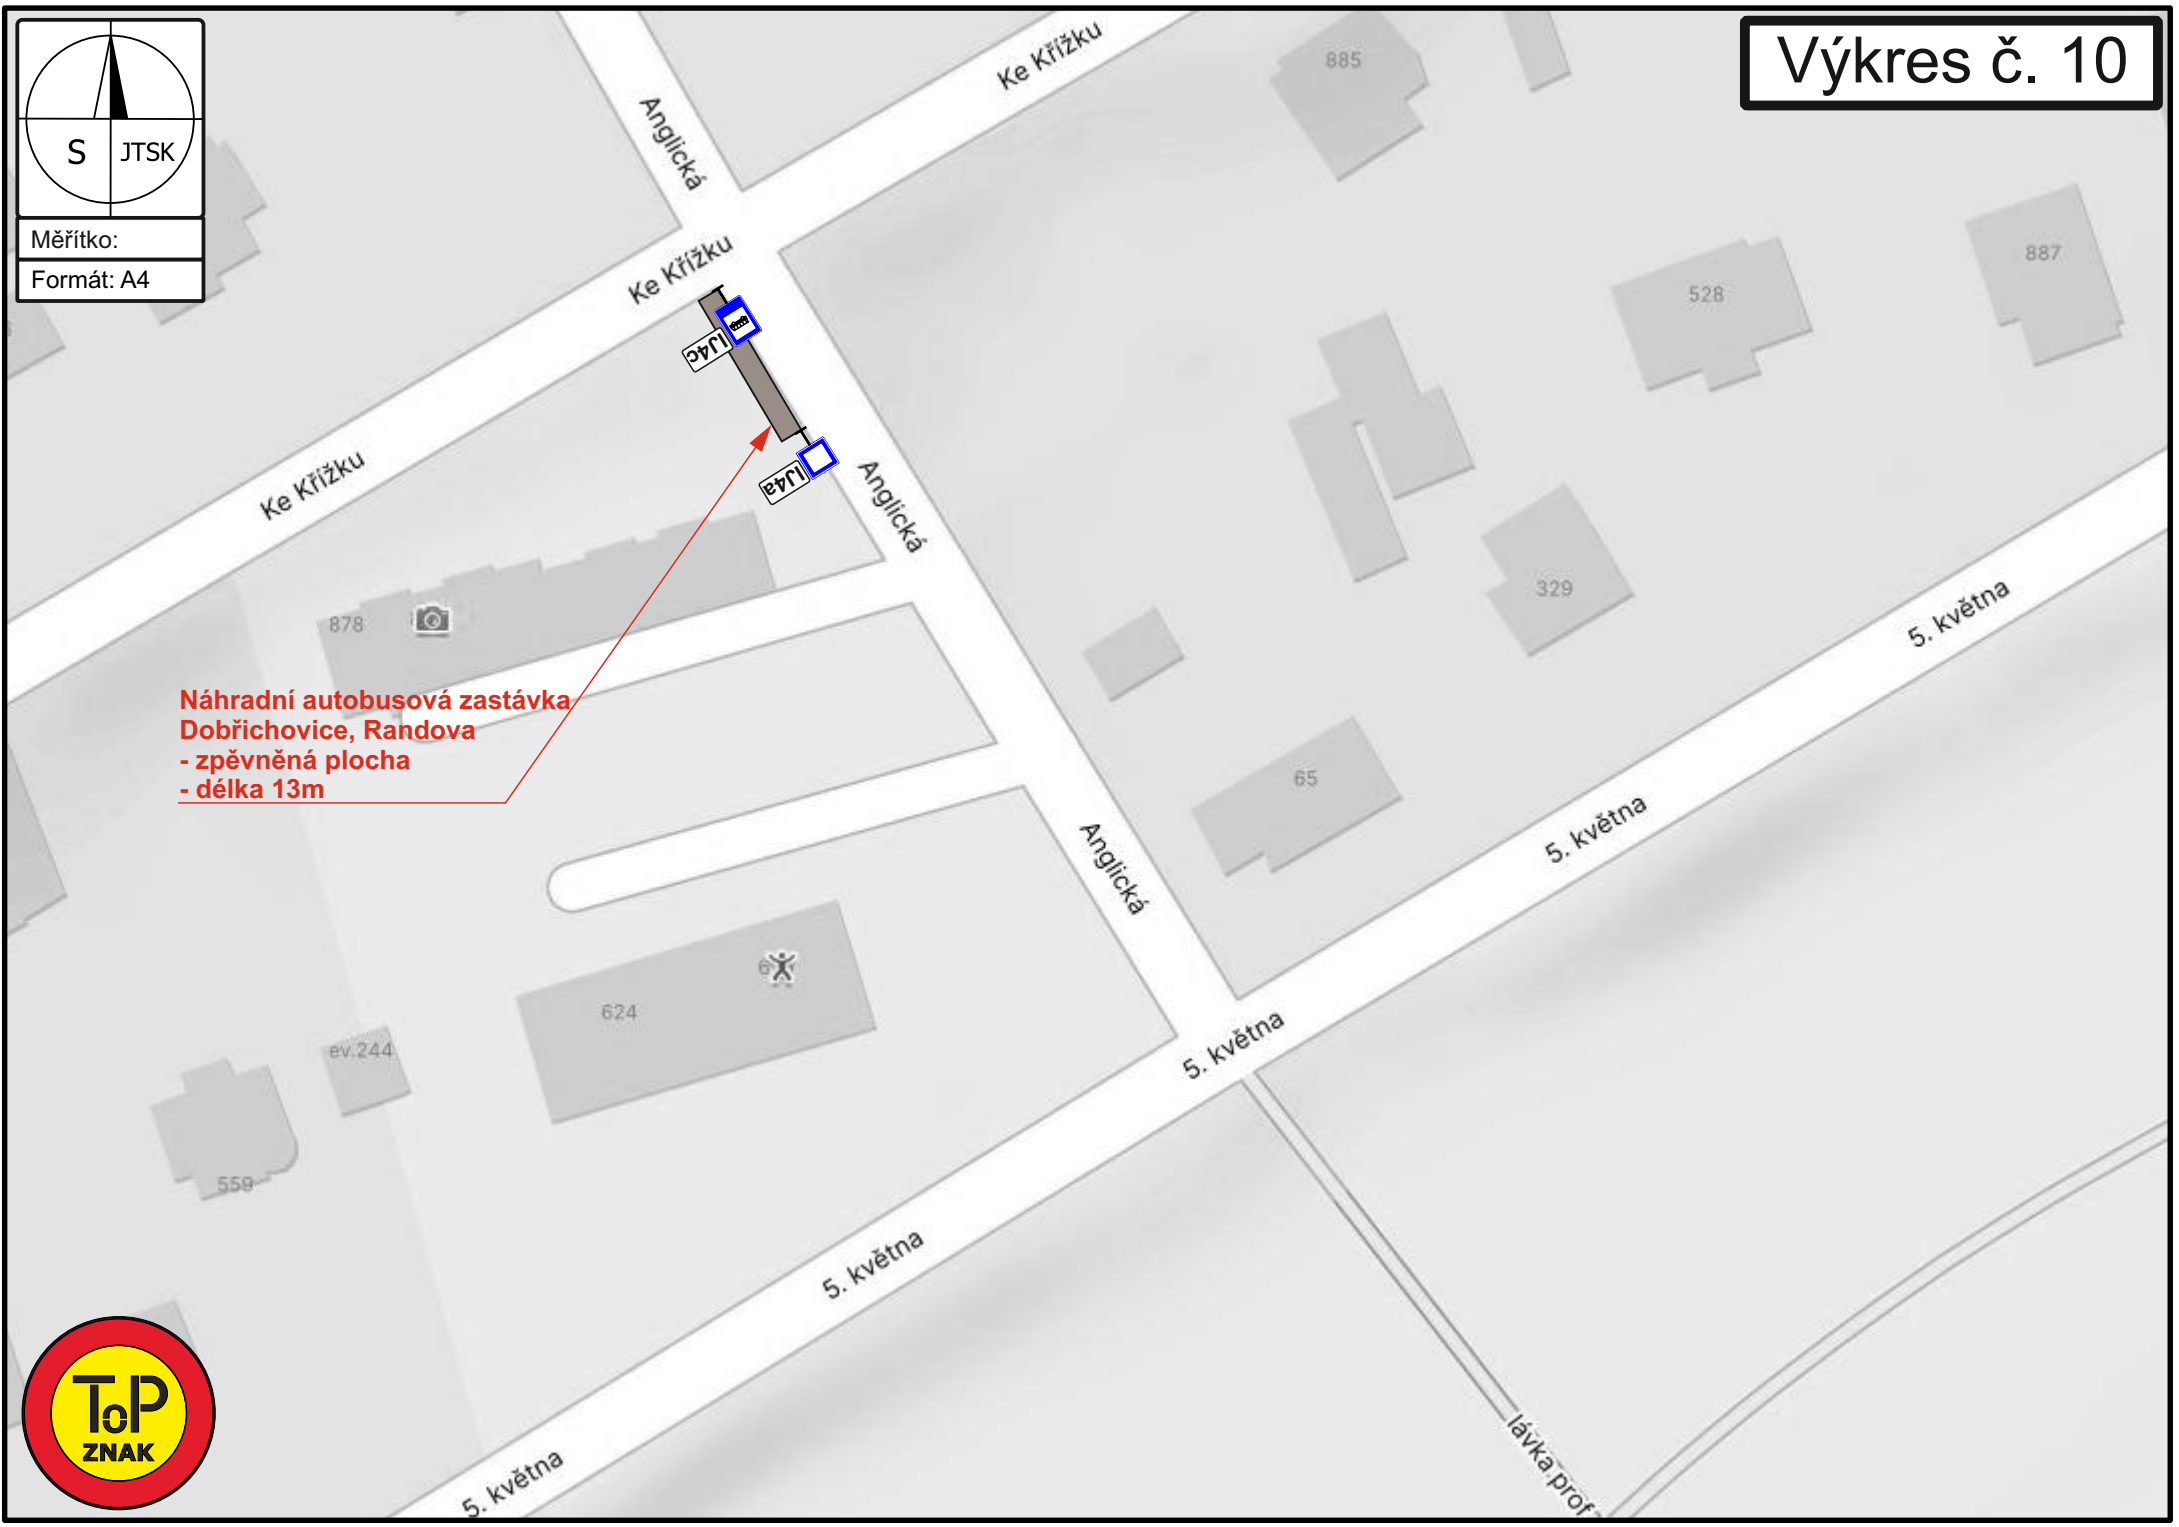 Výkres č. 10
S
JTSK
Měřítko:
Formát: A4
Ke Křížku
Anglická
885
Ke Křížku
887
528
IJ4c
Ke Křížku
IJ4a
Anglická
329
5. května
878
Náhradní autobusová zastávka
Dobřichovice, Randova
- zpěvněná plocha
- délka 13m
65
5. května
Anglická
624
5. května
ev.244
559
5. května
ToP
ZNAK
5. května
lávka prof